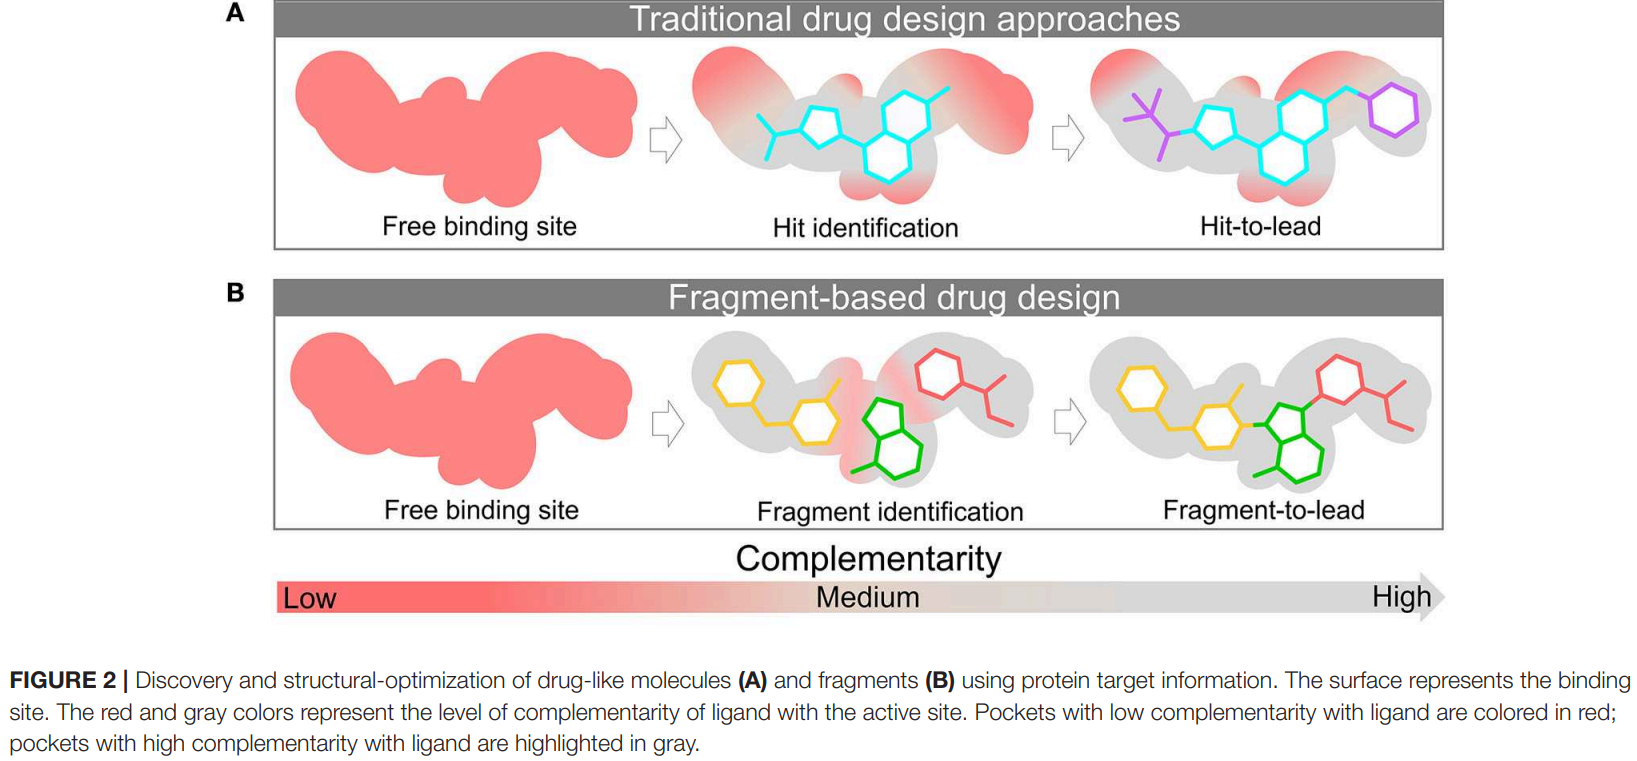 A
Traditional drug design approaches
Free binding site
Hit identification
Hit-to-lead
B
Fragment-based drug design
Free binding site
Fragment identification
Fragment-to-lead
Complementarity
Low
Medium
High
FIGURE 2 | Discovery and structural-optimization of drug-like molecules (A) and fragments (B) using protein target information. The surface represents the binding
site. The red and gray colors represent the level of complementarity of ligand with the active site. Pockets with low complementarity with ligand are colored in red;
pockets with high complementarity with ligand are highlighted in gray.